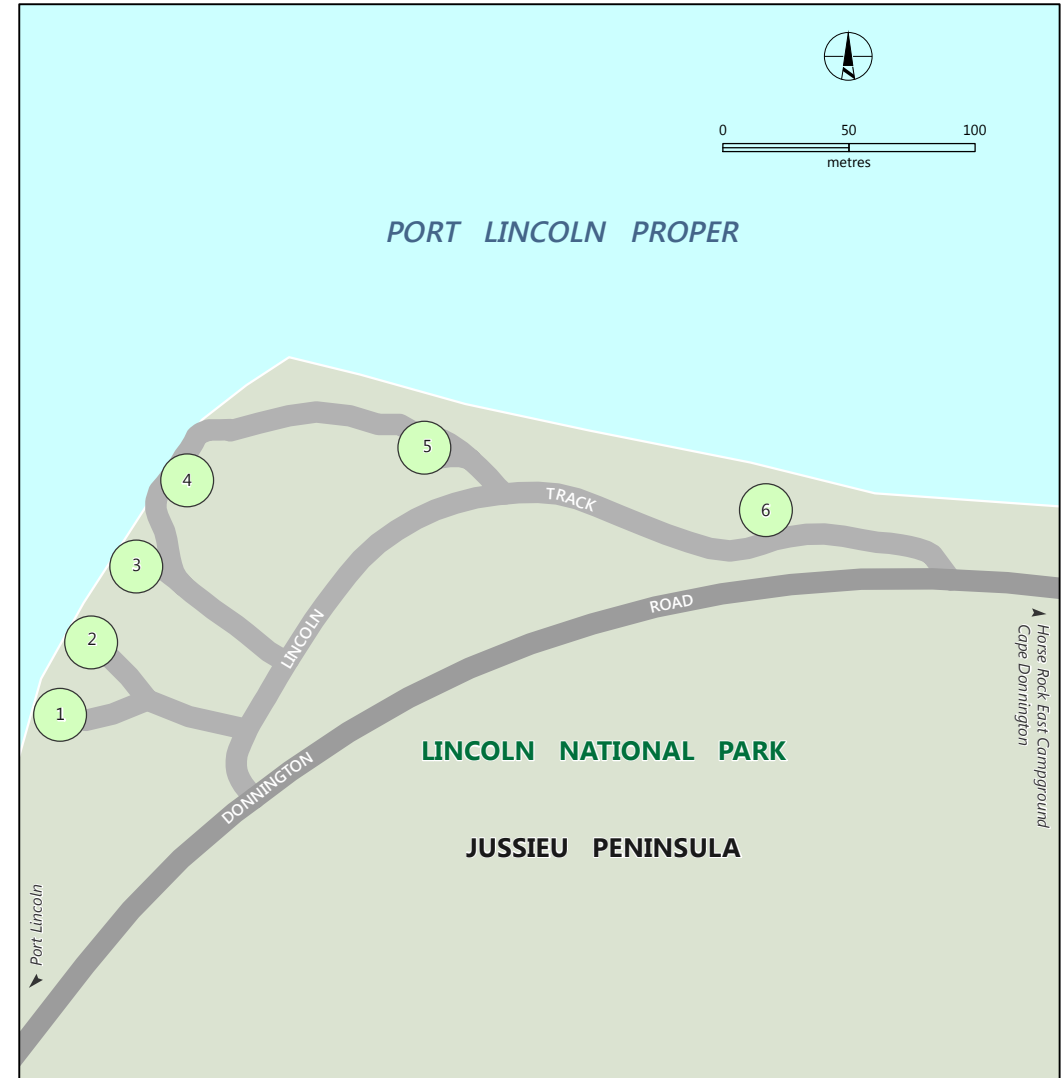 0 50 100
metres
PORT LINCOLN PROPER
5
4
TRACK
6
3
ROAD
LINCOLN
2
1
Horse Rock East Campground
Cape Donnington
LINCOLN NATIONAL PARK
DONNINGTON
JUSSIEU PENINSULA
Port Lincoln